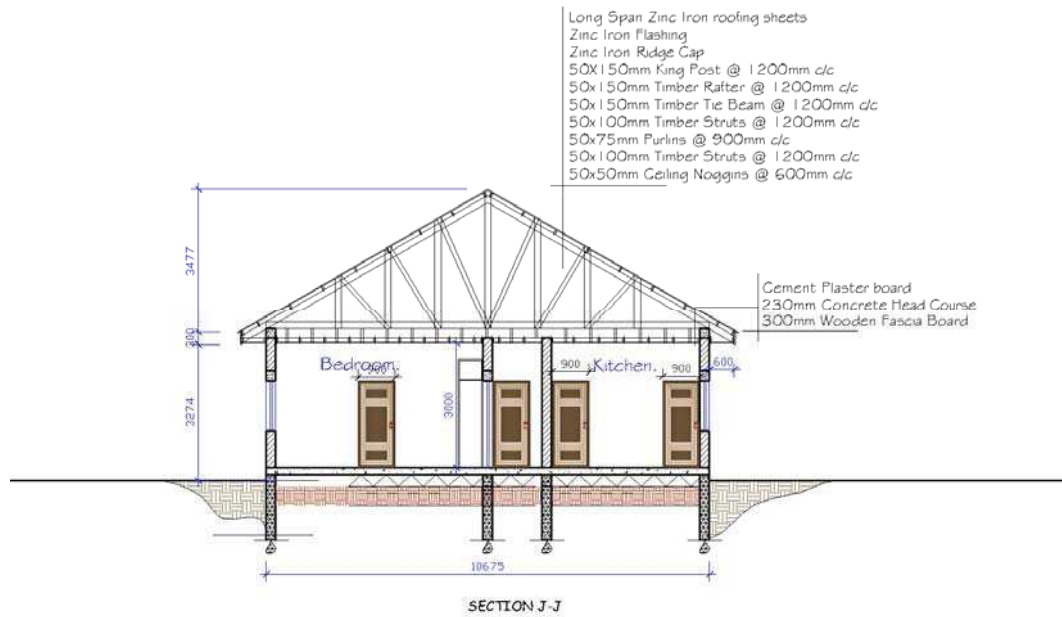 Long Span Zinc Iron roofing sheets
Zinc Iron Flashing
Zinc Iron Ridge Cap
50X150mm King Post @ 1200mm c/c
50x150mm Timber Rafter @ 1200mm c/c
50x150mm Timber Tie Beam @ 1200mm c/c
50x100mm Timber Struts @ 1200mm c/c
50x75mm Purlins @ 900mm c/c
50x100mm Timber Struts @ 1200mm c/c
50x50mm Ceiling Noggins @ 600mm c/c
3477
Cement Plaster board
230mm Concrete Head Course
300mm Wooden Fascia Board
300
Bedroom.
900
900
Kitchen.
900
600
3274
3000
10675
SECTION J-J